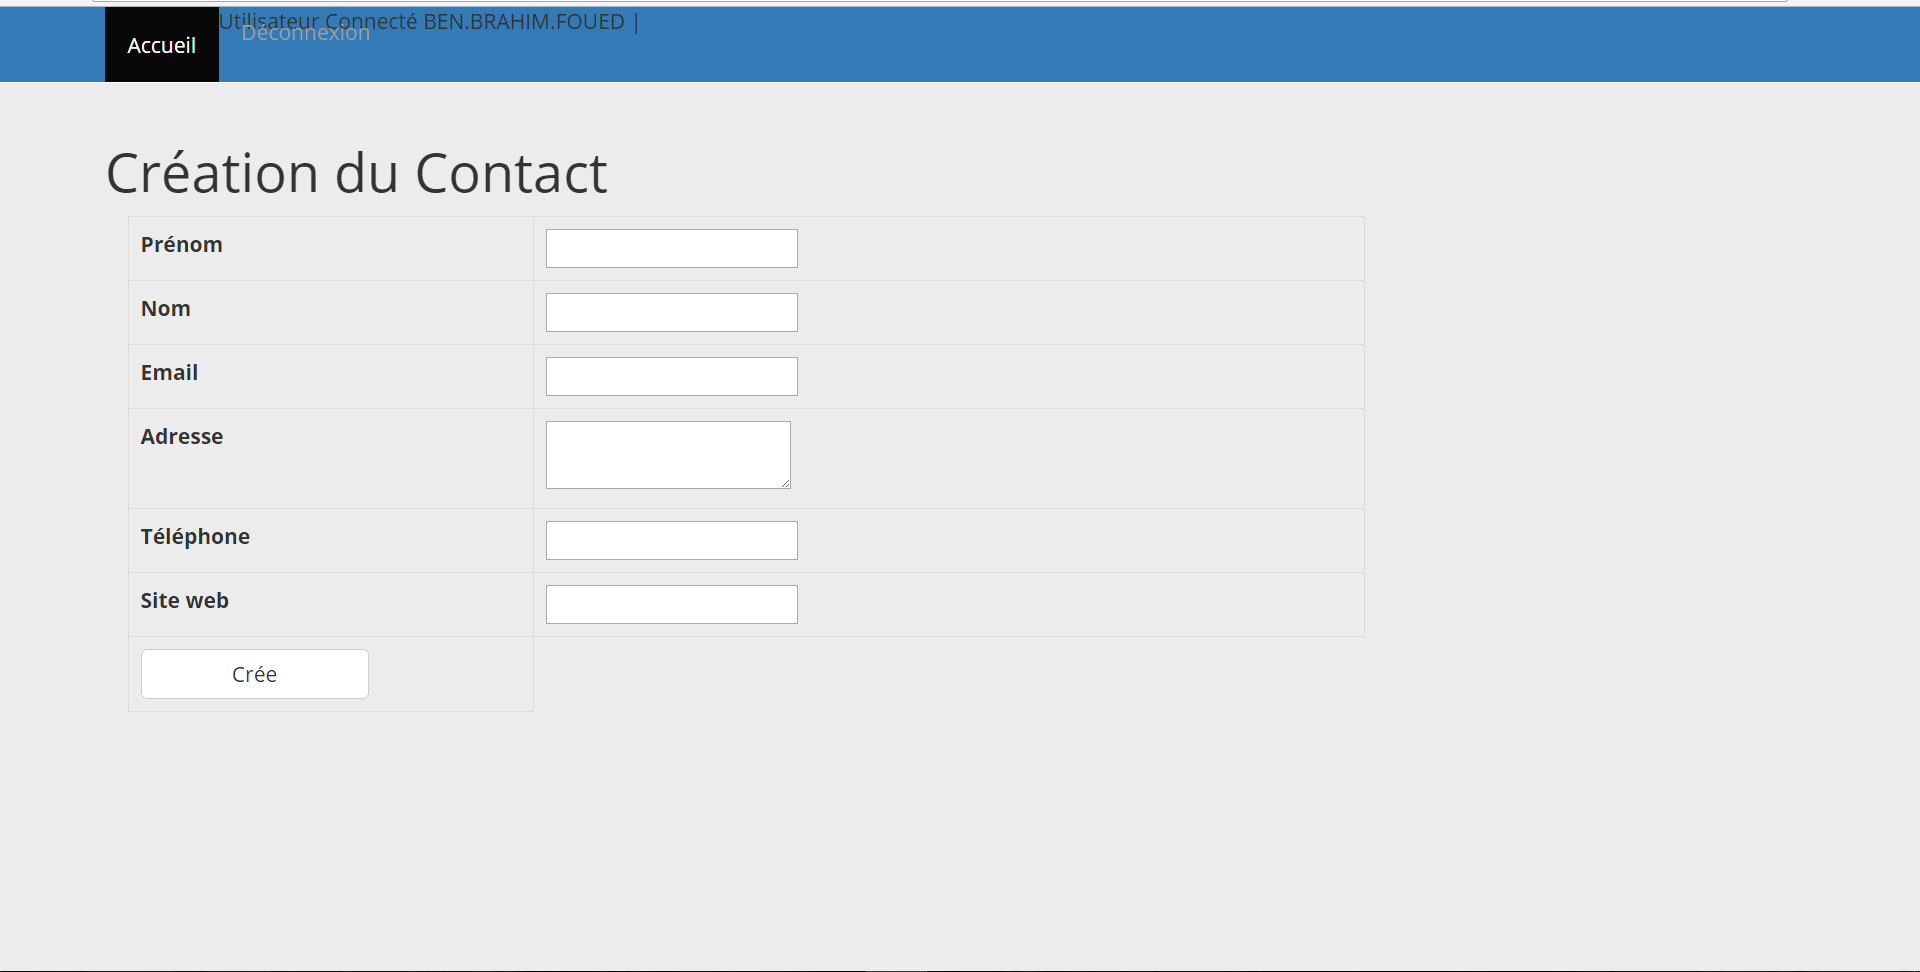 Utilisateur Connecté BEN.BRAHIM.FOUED |
Accueil Déconnexion
Création du Contact
Prénom
Nom
Email
Adresse
Téléphone
Site web
Crée